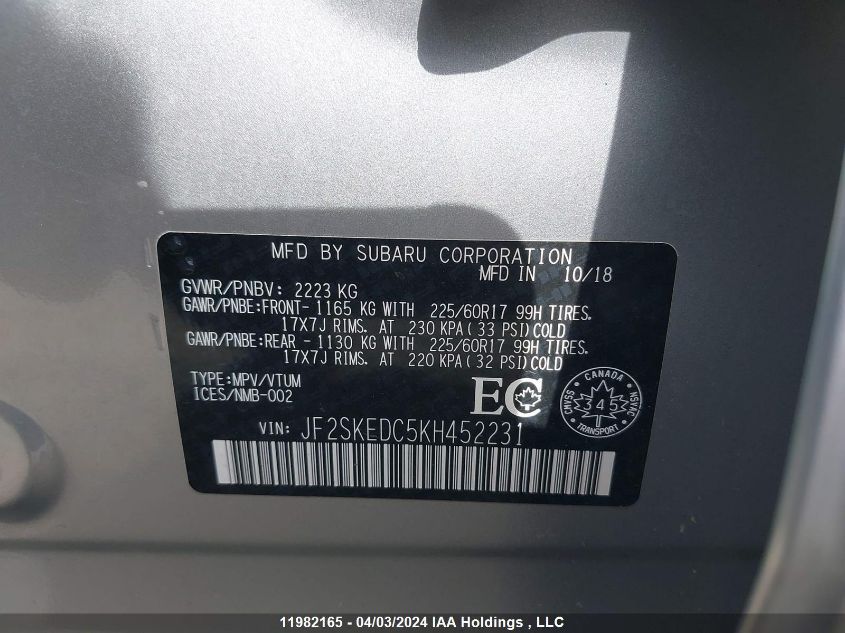 MFD BY SUBARU CORPORATION
MFD IN 10/18
GVWR/PNBV: 2223 KG
GAWR/PNBE:FRONT- 1165 KG WITH 225/60R17 99H TIRES.
17X7J RIMS. AT 230 KPA(33 PSI)COLD
GAWR/PNBE:REAR - 1130 KG WITH 225/60R17 99H TIRES.
17X7J RIMS. AT 220 KPA(32 PSI)COLD
TYPE:MPV/VTUM
ICES/NMB-002
EC
CANADA
CMVSS
345
NSVAC
TRANSPORT
VIN: JF2SKEDC5KH452231
11982165 - 04/03/2024 IAA Holdings , LLC